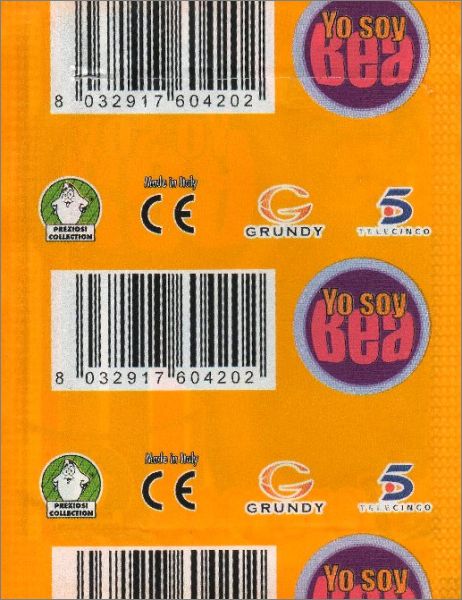 Yo soy
Bea
8 032917 604202
Made in Italy
PREZIOSI
COLLECTION
CE
GRUNDY
5
TELECINCO
Yo soy
Bea
8 032917 604202
Made in Italy
PREZIOSI
COLLECTION
CE
GRUNDY
5
TELECINCO
Yo soy